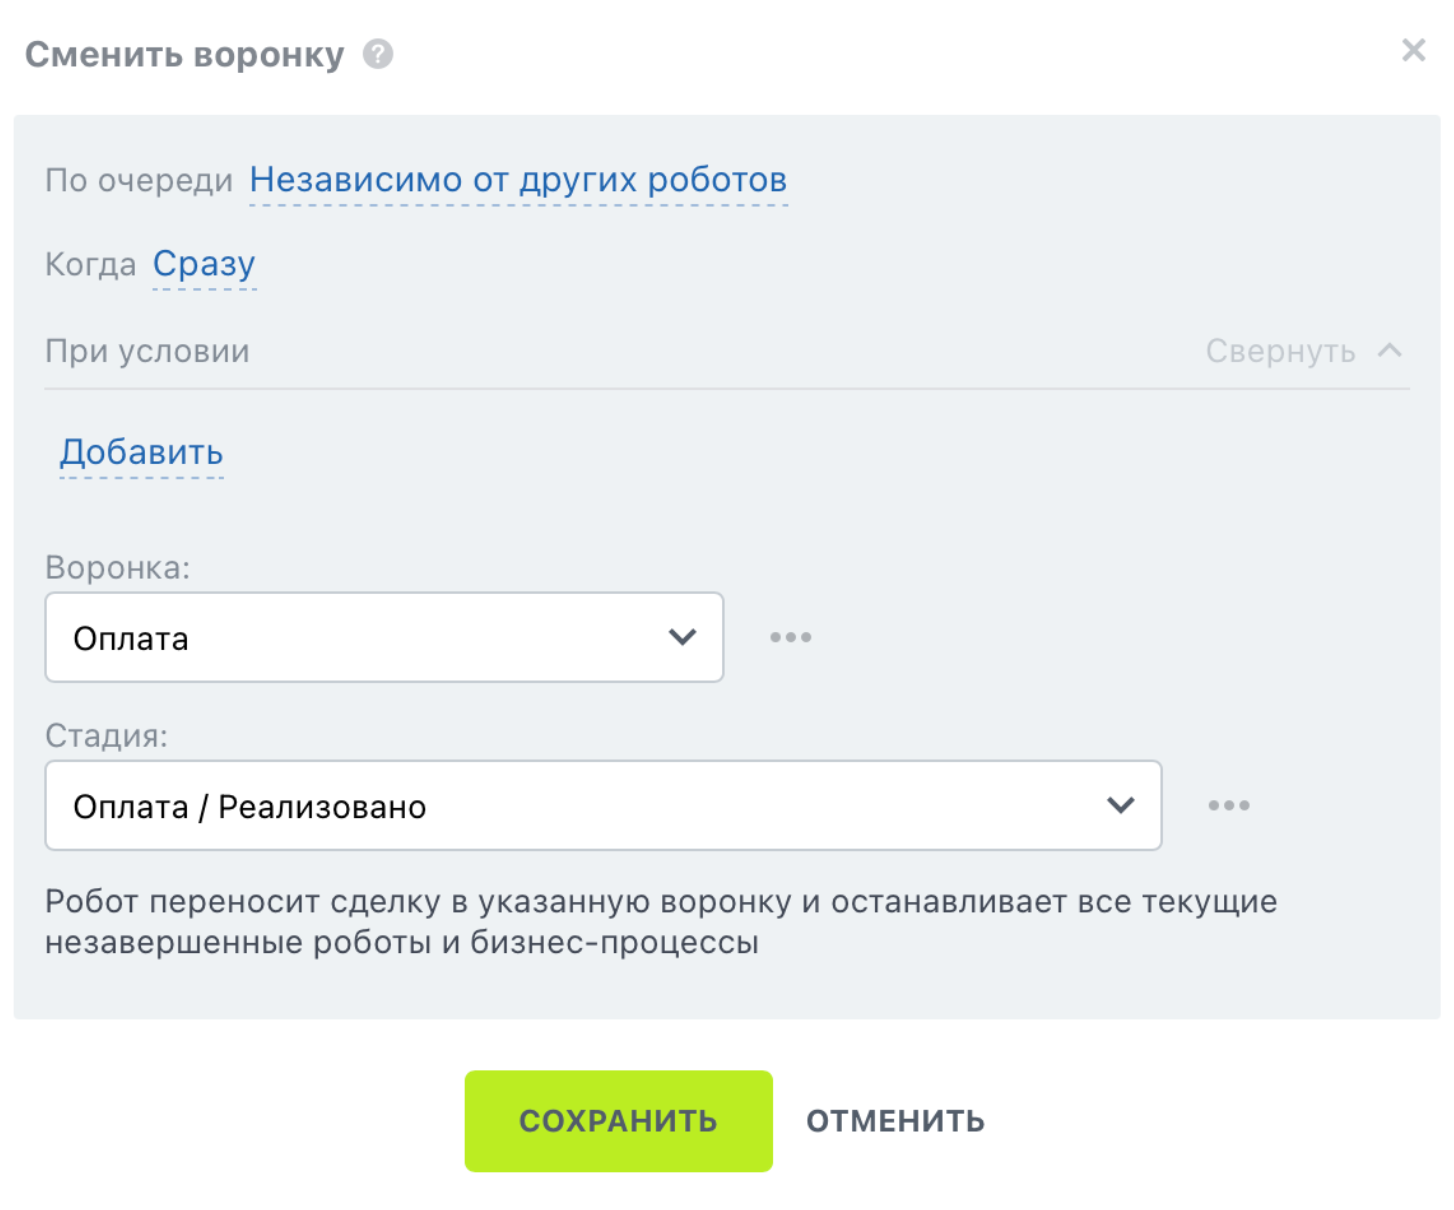 Сменить воронку ?
По очереди Независимо от других роботов
Когда Сразу
При условии Свернуть
Добавить
Воронка:
Оплата
Стадия:
Оплата / Реализовано
Робот переносит сделку в указанную воронку и останавливает все текущие
незавершенные роботы и бизнес-процессы
СОХРАНИТЬ ОТМЕНИТЬ